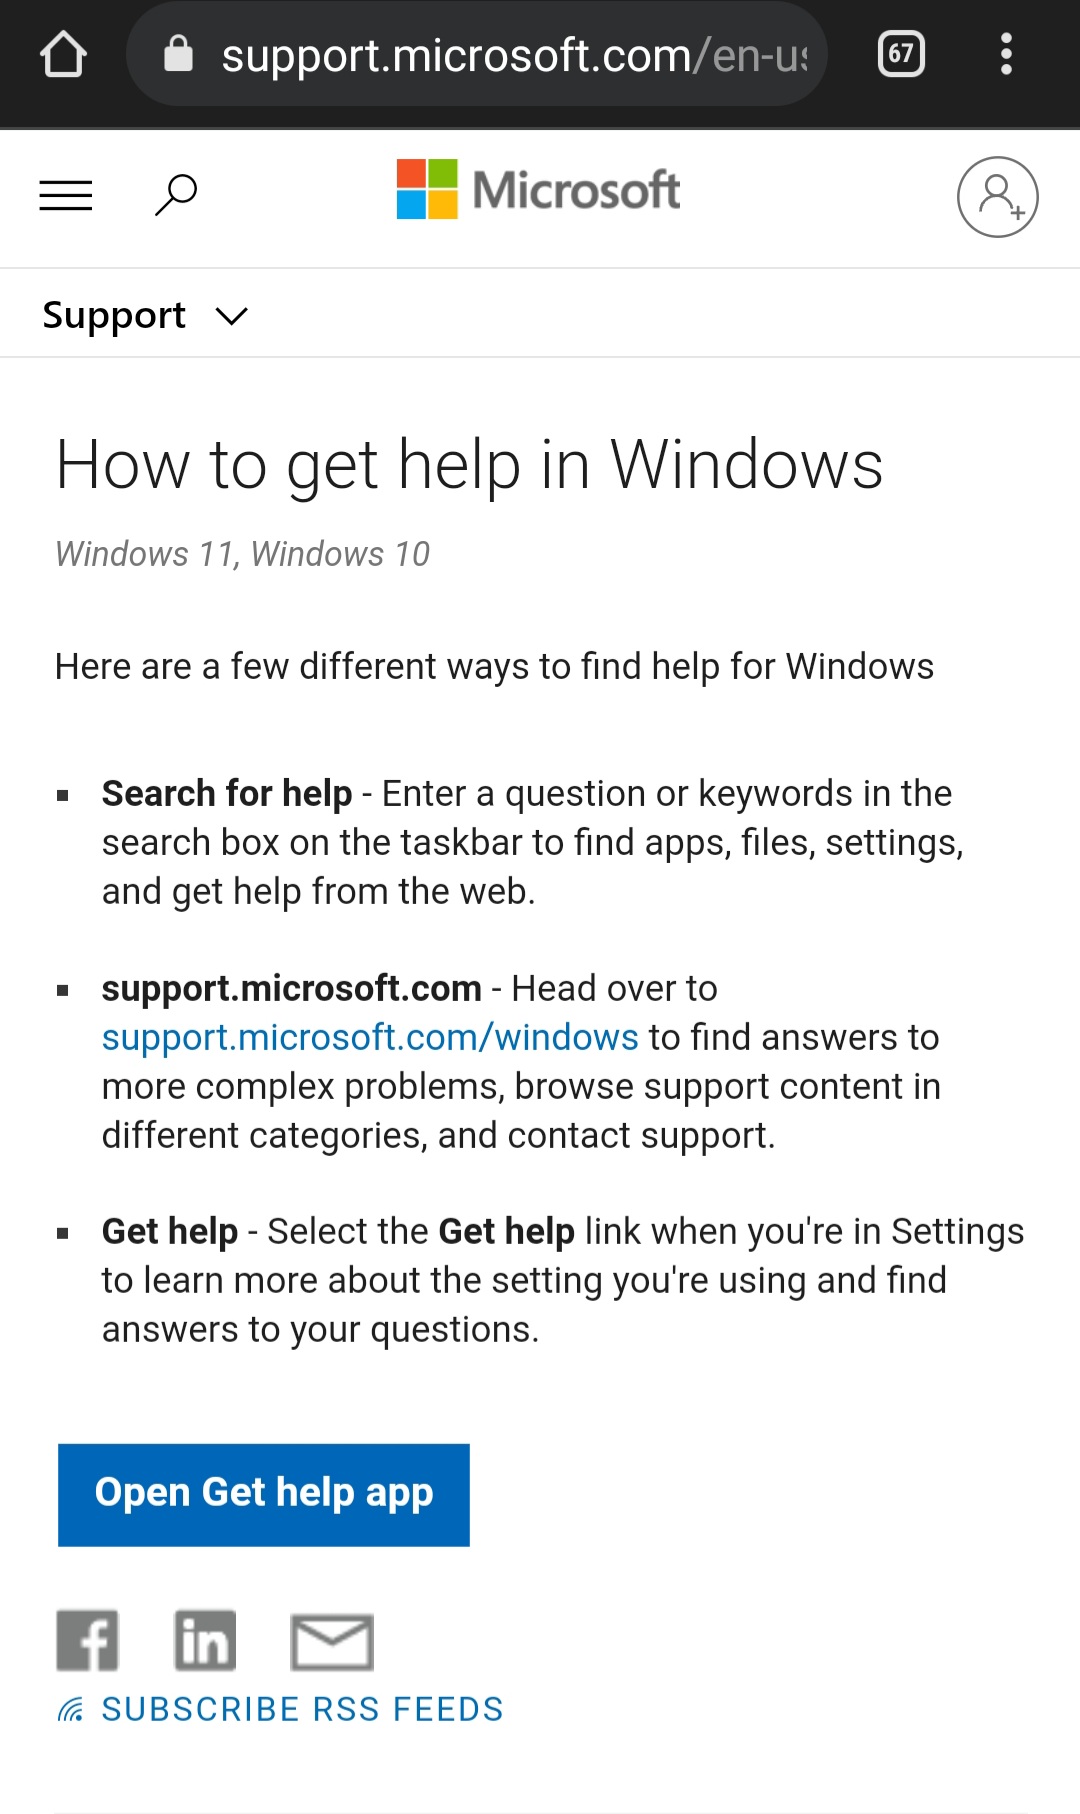 support.microsoft.com/en-us
67
Microsoft
Support
How to get help in Windows
Windows 11, Windows 10
Here are a few different ways to find help for Windows
▪ Search for help - Enter a question or keywords in the
search box on the taskbar to find apps, files, settings,
and get help from the web.
▪ support.microsoft.com - Head over to
support.microsoft.com/windows to find answers to
more complex problems, browse support content in
different categories, and contact support.
▪ Get help - Select the Get help link when you're in Settings
to learn more about the setting you're using and find
answers to your questions.
Open Get help app
f in
SUBSCRIBE RSS FEEDS